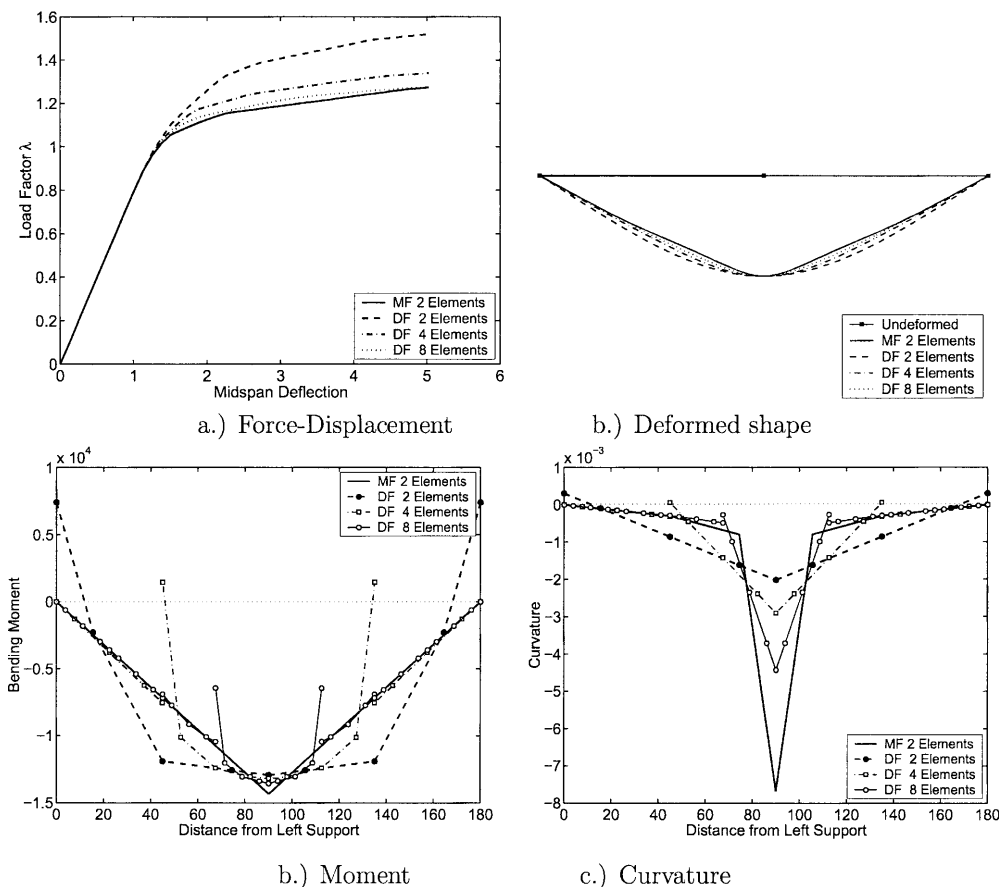 1.6
1.4
1.2
1
0.8
0.6
0.4
0.2
0
Load Factor λ
0 1 2 3 4 5 6
Midspan Deflection
MF 2 Elements
DF 2 Elements
DF 4 Elements
DF 8 Elements
a.) Force-Displacement
Undeformed
MF 2 Elements
DF 2 Elements
DF 4 Elements
DF 8 Elements
b.) Deformed shape
x 10⁴
1
0.5
0
−0.5
−1
−1.5
Bending Moment
0 20 40 60 80 100 120 140 160 180
Distance from Left Support
MF 2 Elements
DF 2 Elements
DF 4 Elements
DF 8 Elements
b.) Moment
x 10⁻³
1
0
−1
−2
−3
−4
−5
−6
−7
−8
Curvature
0 20 40 60 80 100 120 140 160 180
Distance from Left Support
MF 2 Elements
DF 2 Elements
DF 4 Elements
DF 8 Elements
c.) Curvature